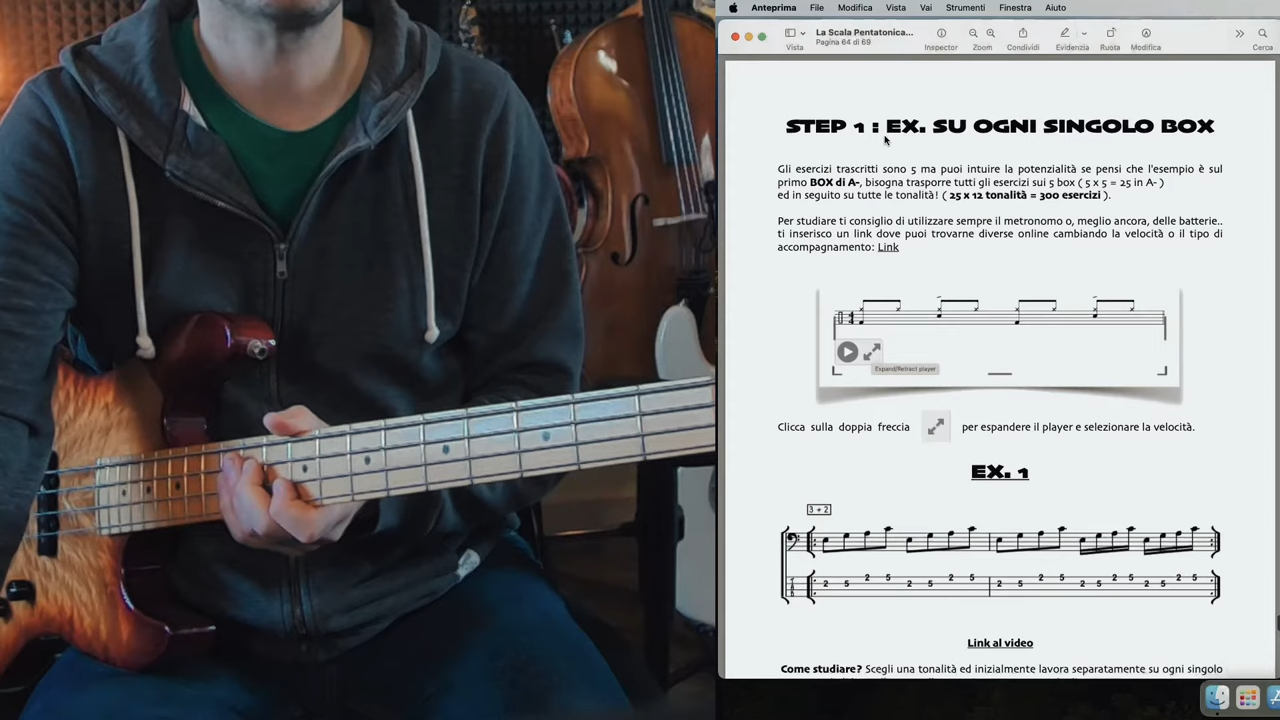 Anteprima File Modifica Vista Vai Strumenti Finestra Aiuto
La Scala Pentatonica...
Pagina 64 di 69
Vista Inspector Zoom Condividi Evidenzia Ruota Modifica Cerca
STEP 1 : EX. SU OGNI SINGOLO BOX
Gli esercizi trascritti sono 5 ma puoi intuire la potenzialità se pensi che l'esempio è sul
primo BOX di A-, bisogna trasporre tutti gli esercizi sui 5 box ( 5 x 5 = 25 in A- )
ed in seguito su tutte le tonalità! ( 25 x 12 tonalità = 300 esercizi ).
Per studiare ti consiglio di utilizzare sempre il metronomo o, meglio ancora, delle batterie..
ti inserisco un link dove puoi trovarne diverse online cambiando la velocità o il tipo di
accompagnamento: Link
4
4
Expand/Retract player
Clicca sulla doppia freccia per espandere il player e selezionare la velocità.
EX. 1
3 + 2
2 5 2 5 2 5 2 5 2 5 2 5 2 5 2 5 2 5 2 5
Link al video
Come studiare? Scegli una tonalità ed inizialmente lavora separatamente su ogni singolo